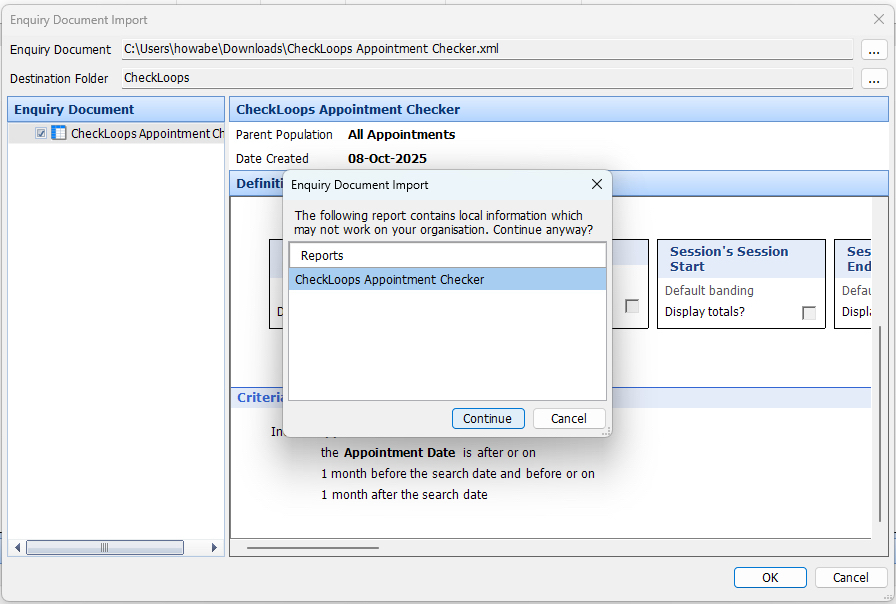 Enquiry Document Import
Enquiry Document C:\Users\howabe\Downloads\CheckLoops Appointment Checker.xml ...
Destination Folder CheckLoops ...
Enquiry Document
CheckLoops Appointment Ch
CheckLoops Appointment Checker
Parent Population All Appointments
Date Created 08-Oct-2025
Definiti
Enquiry Document Import
The following report contains local information which
may not work on your organisation. Continue anyway?
Reports
CheckLoops Appointment Checker
Continue Cancel
D
Session's Session
Start
Default banding
Display totals?
Ses
End
Defau
Displa
Criteria
In
the Appointment Date is after or on
1 month before the search date and before or on
1 month after the search date
OK Cancel